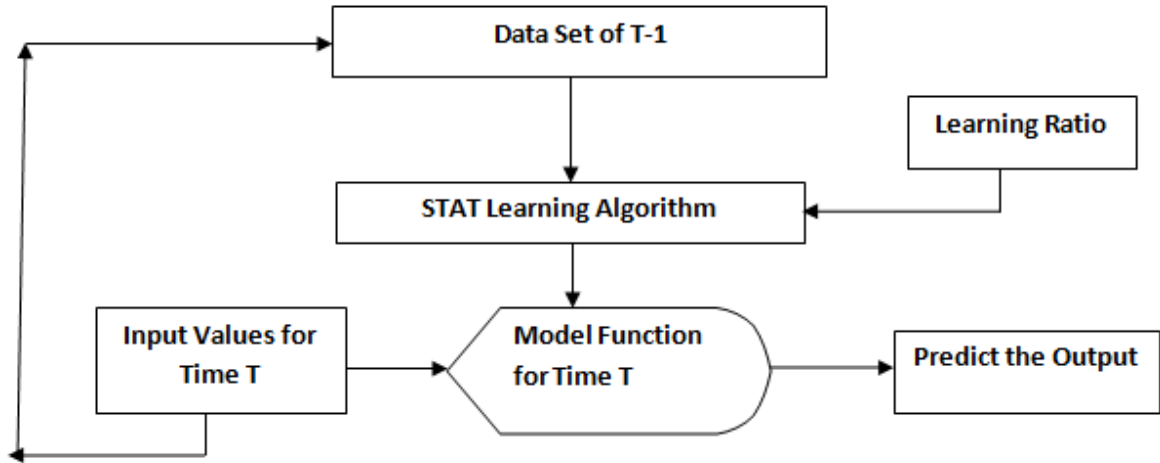 Data Set of T-1
Learning Ratio
STAT Learning Algorithm
Input Values for
Time T
Model Function
for Time T
Predict the Output